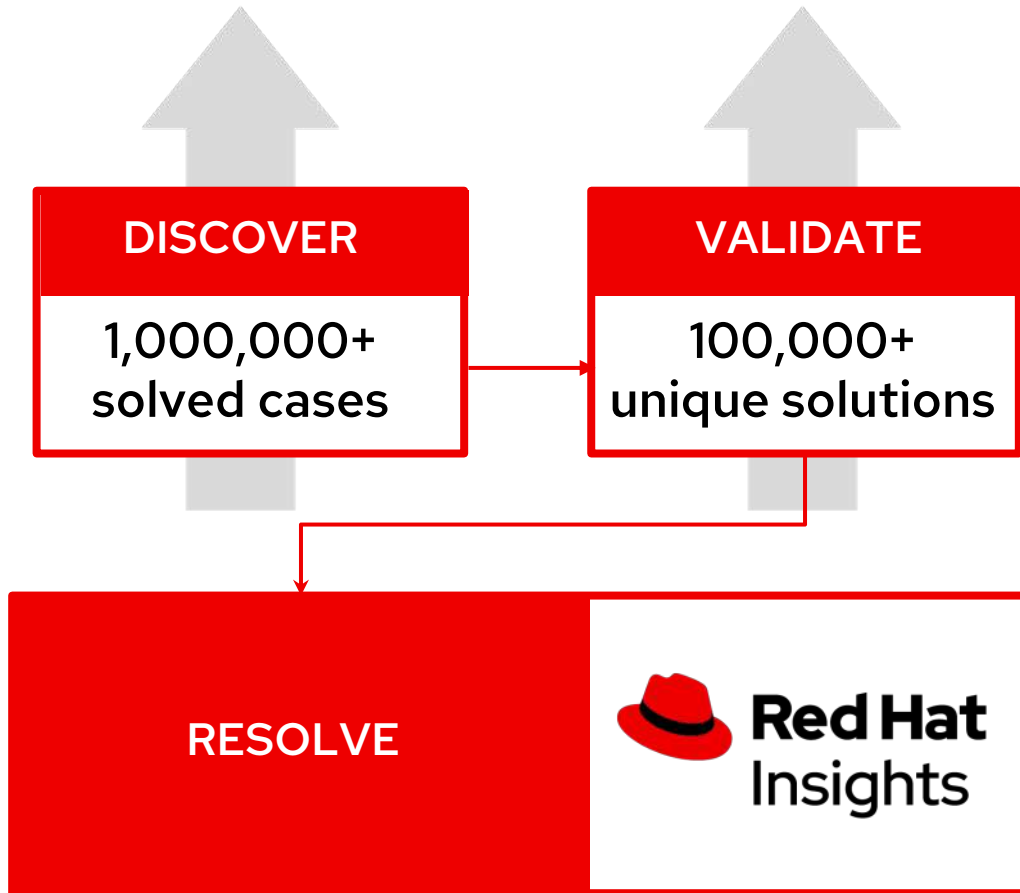 DISCOVER
1,000,000+
solved cases
VALIDATE
100,000+
unique solutions
RESOLVE
Red Hat
Insights